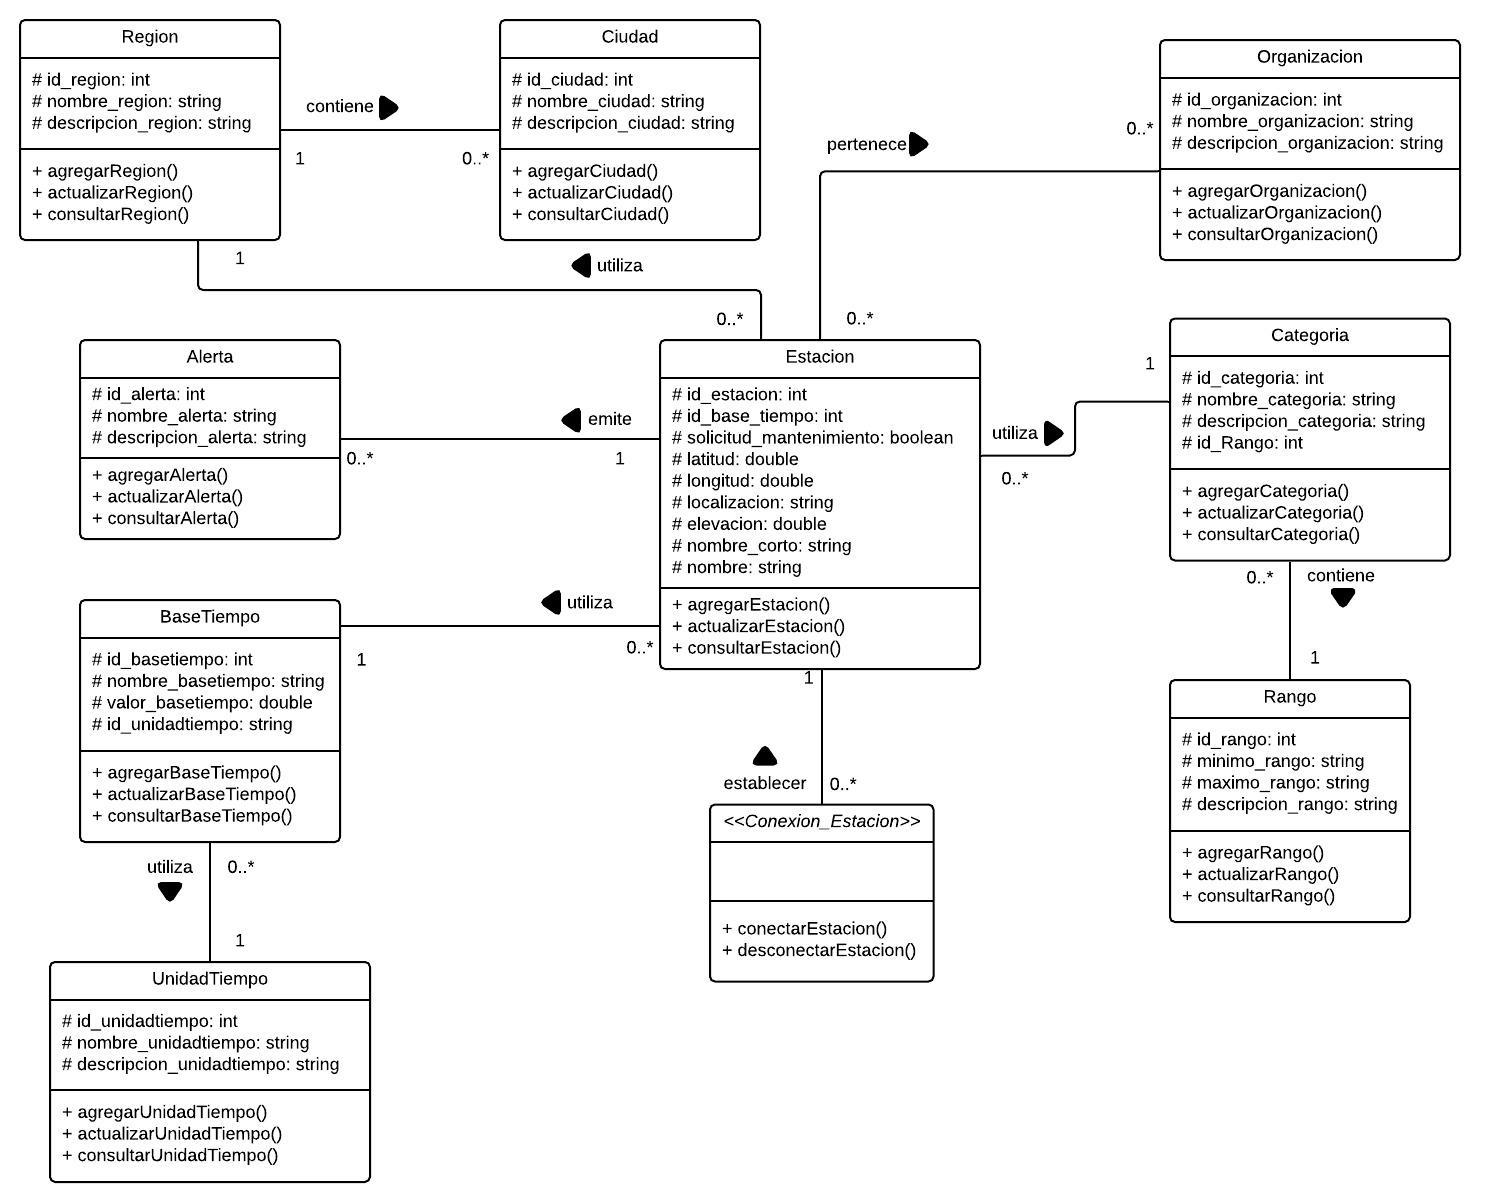 Region
# id_region: int
# nombre_region: string
# descripcion_region: string
+ agregarRegion()
+ actualizarRegion()
+ consultarRegion()
contiene
1
0..*
Ciudad
# id_ciudad: int
# nombre_ciudad: string
# descripcion_ciudad: string
+ agregarCiudad()
+ actualizarCiudad()
+ consultarCiudad()
Organizacion
# id_organizacion: int
# nombre_organizacion: string
# descripcion_organizacion: string
+ agregarOrganizacion()
+ actualizarOrganizacion()
+ consultarOrganizacion()
pertenece
0..*
0..*
1
utiliza
0..*
Alerta
# id_alerta: int
# nombre_alerta: string
# descripcion_alerta: string
+ agregarAlerta()
+ actualizarAlerta()
+ consultarAlerta()
emite
0..*
1
Estacion
# id_estacion: int
# id_base_tiempo: int
# solicitud_mantenimiento: boolean
# latitud: double
# longitud: double
# localizacion: string
# elevacion: double
# nombre_corto: string
# nombre: string
+ agregarEstacion()
+ actualizarEstacion()
+ consultarEstacion()
utiliza
1
0..*
Categoria
# id_categoria: int
# nombre_categoria: string
# descripcion_categoria: string
# id_Rango: int
+ agregarCategoria()
+ actualizarCategoria()
+ consultarCategoria()
0..*
contiene
1
BaseTiempo
# id_basetiempo: int
# nombre_basetiempo: string
# valor_basetiempo: double
# id_unidadtiempo: string
+ agregarBaseTiempo()
+ actualizarBaseTiempo()
+ consultarBaseTiempo()
utiliza
1
0..*
1
establecer
0..*
<<Conexion_Estacion>>
+ conectarEstacion()
+ desconectarEstacion()
Rango
# id_rango: int
# minimo_rango: string
# maximo_rango: string
# descripcion_rango: string
+ agregarRango()
+ actualizarRango()
+ consultarRango()
utiliza
0..*
1
UnidadTiempo
# id_unidadtiempo: int
# nombre_unidadtiempo: string
# descripcion_unidadtiempo: string
+ agregarUnidadTiempo()
+ actualizarUnidadTiempo()
+ consultarUnidadTiempo()